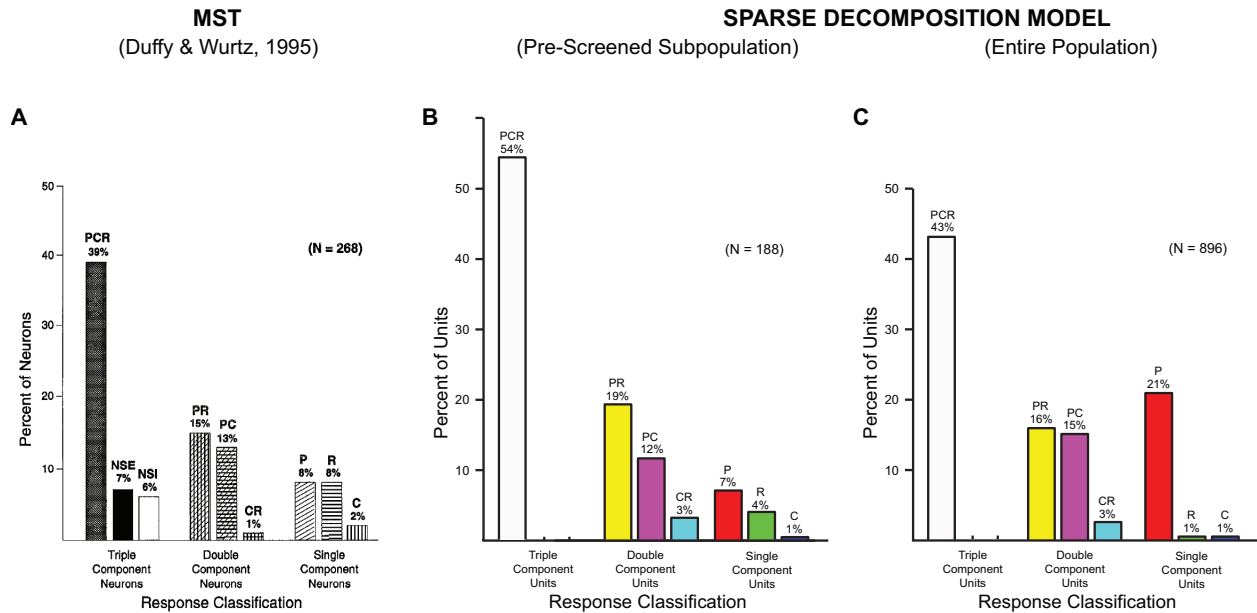 MST
(Duffy & Wurtz, 1995)
SPARSE DECOMPOSITION MODEL
(Pre-Screened Subpopulation)
(Entire Population)
A
50
40
30
20
10
Percent of Neurons
PCR
39%
NSE
7%
NSI
6%
PR
15%
PC
13%
CR
1%
P
8%
R
8%
C
2%
(N = 268)
Triple
Component
Neurons
Double
Component
Neurons
Single
Component
Neurons
Response Classification
B
50
40
30
20
10
Percent of Units
PCR
54%
PR
19%
PC
12%
CR
3%
P
7%
R
4%
C
1%
(N = 188)
Triple
Component
Units
Double
Component
Units
Single
Component
Units
Response Classification
C
50
40
30
20
10
Percent of Units
PCR
43%
PR
16%
PC
15%
CR
3%
P
21%
R
1%
C
1%
(N = 896)
Triple
Component
Units
Double
Component
Units
Single
Component
Units
Response Classification